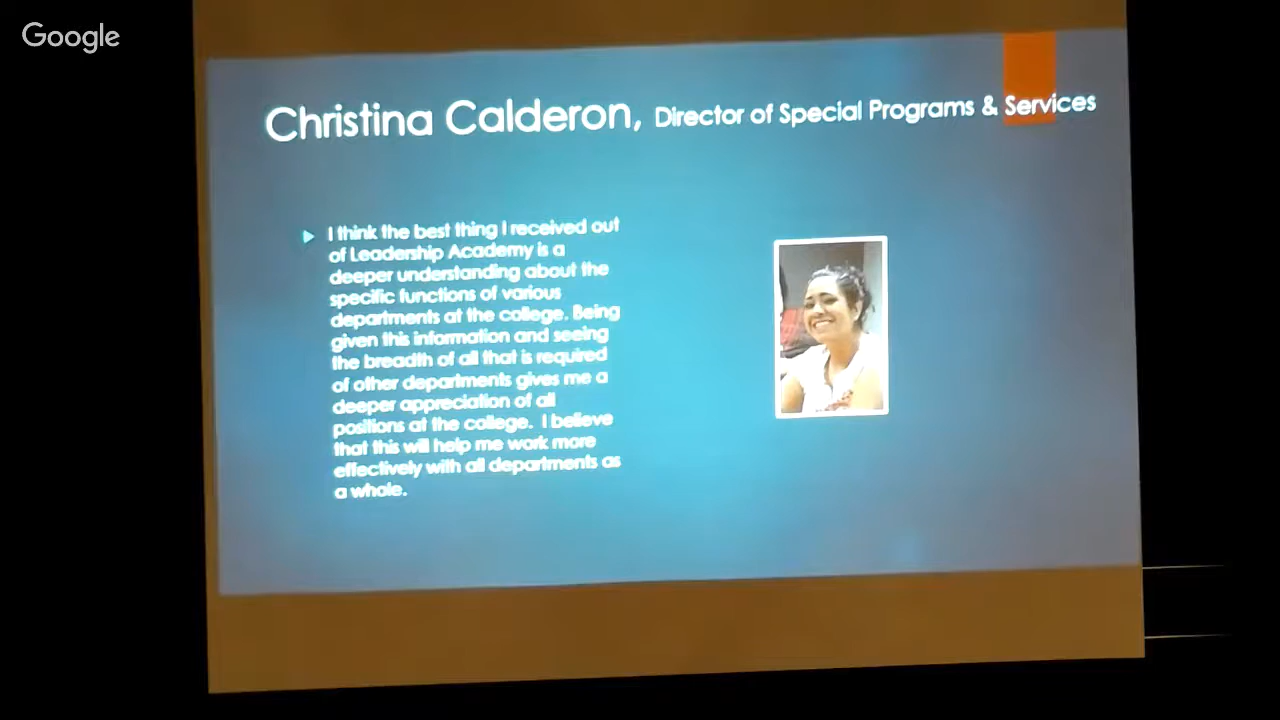 Google
Christina Calderon, Director of Special Programs & Services
I think the best thing I received out
of Leadership Academy is a
deeper understanding about the
specific functions of various
departments at the college. Being
given this information and seeing
the breadth of all that is required
of other departments gives me a
deeper appreciation of all
positions at the college. I believe
that this will help me work more
effectively with all departments as
a whole.